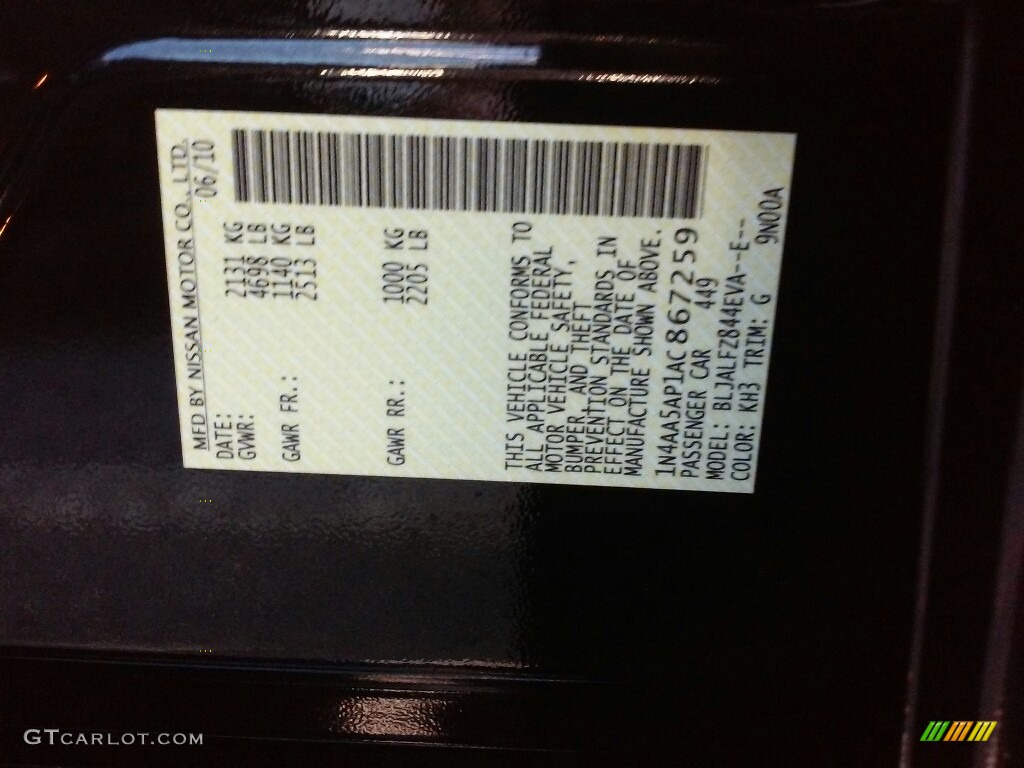 MFD BY NISSAN MOTOR CO., LTD.
DATE: 06/10
GVWR: 2131 KG
4698 LB
GAWR FR.: 1140 KG
2513 LB
GAWR RR.: 1000 KG
2205 LB
THIS VEHICLE CONFORMS TO
ALL APPLICABLE FEDERAL
MOTOR VEHICLE SAFETY,
BUMPER, AND THEFT
PREVENTION STANDARDS IN
EFFECT ON THE DATE OF
MANUFACTURE SHOWN ABOVE.
1N4AA5AP1AC867259
PASSENGER CAR 449
MODEL: BLJALFZ844EVA--E--
COLOR: KH3 TRIM: G 9N00A
GTCARLOT.COM